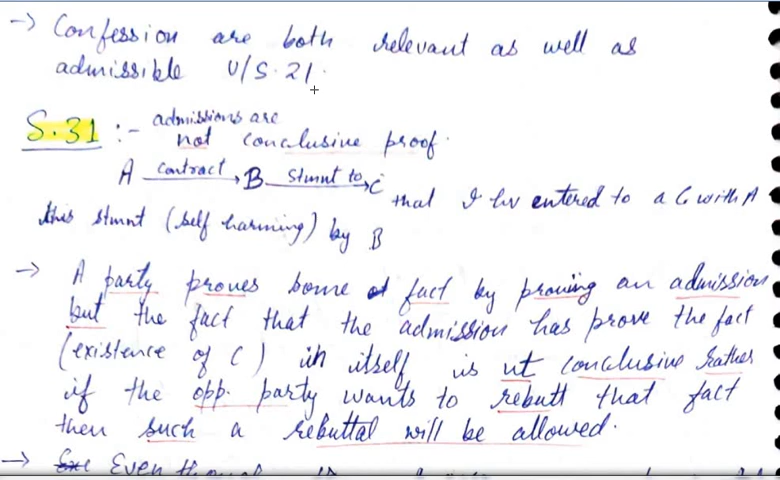 -> Confession are both relevant as well as
admissible U/S. 21.
S.31 :- admissions are
not conclusive proof.
A contract B stmnt to C that I hv entered to a C with A
this stmnt (self harming) by B
-> A party proves some fact by proving an admission
but the fact that the admission has prove the fact
(existence of C) in itself is nt conclusive rather
if the opp. party wants to rebutt that fact
then such a rebuttal will be allowed.
-> Even though